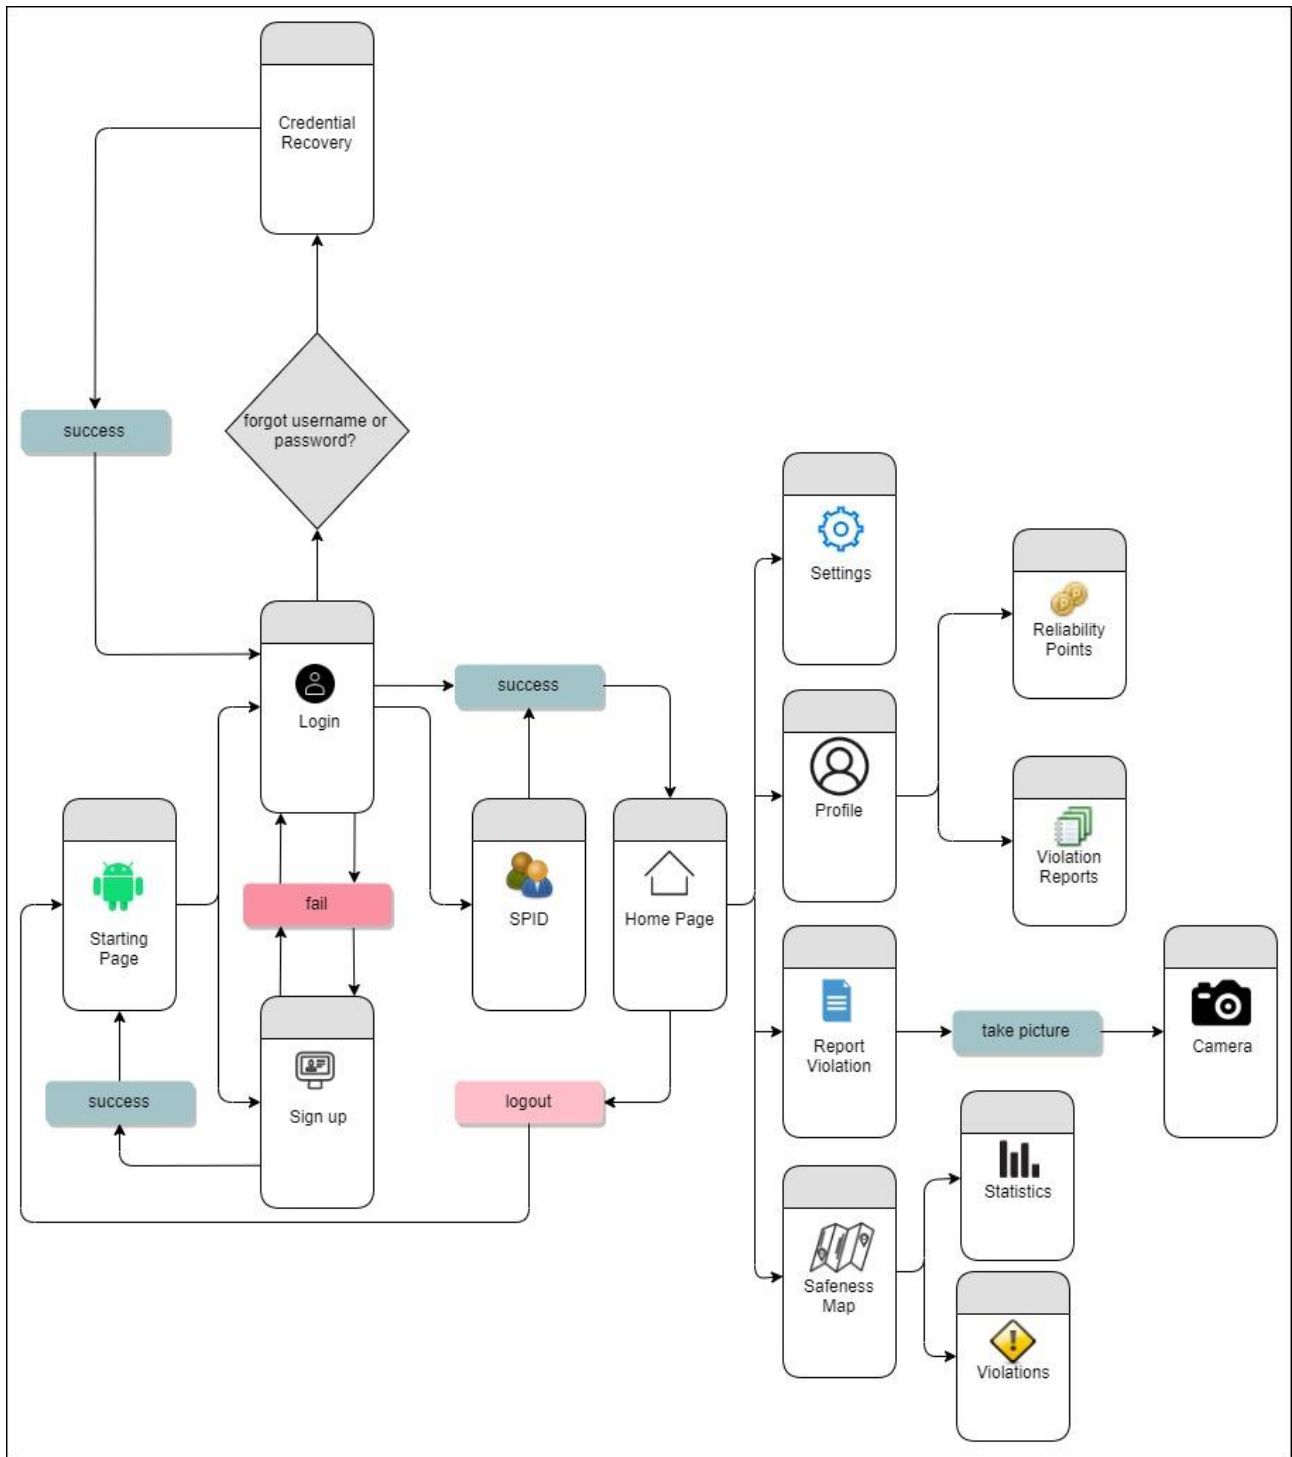 Credential
Recovery
success
forgot username or
password?
Settings
Reliability
Points
Login
success
Profile
Violation
Reports
Starting
Page
fail
SPID
Home Page
Report
Violation
take picture
Camera
success
Sign up
logout
Statistics
Safeness
Map
Violations